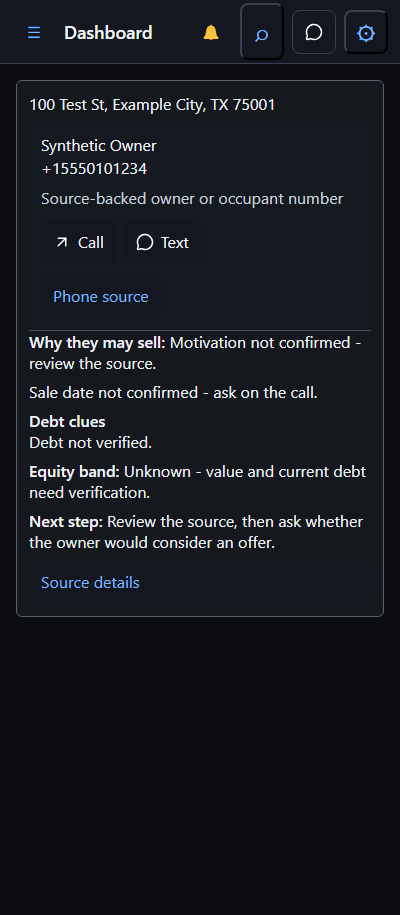 Dashboard
100 Test St, Example City, TX 75001
Synthetic Owner
+15550101234
Source-backed owner or occupant number
Call
Text
Phone source
Why they may sell: Motivation not confirmed -
review the source.
Sale date not confirmed - ask on the call.
Debt clues
Debt not verified.
Equity band: Unknown - value and current debt
need verification.
Next step: Review the source, then ask whether
the owner would consider an offer.
Source details